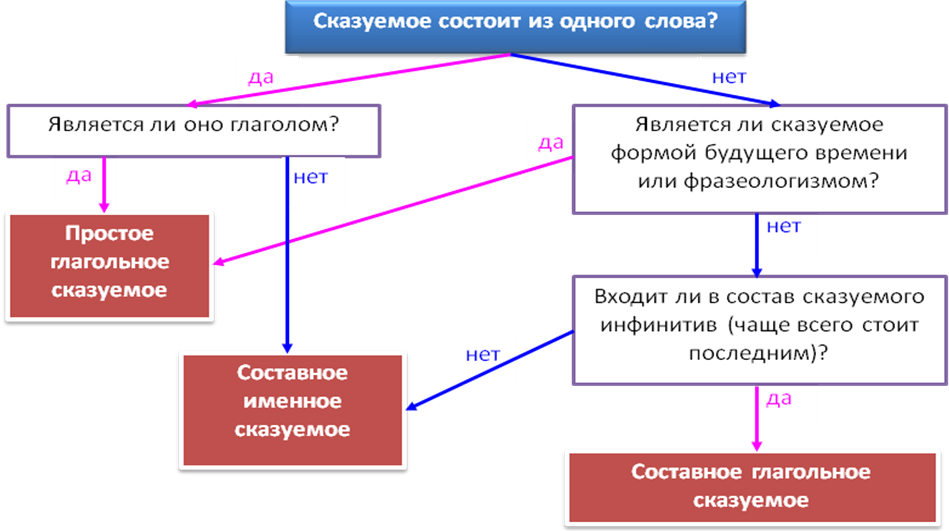 Сказуемое состоит из одного слова?
да
нет
Является ли оно глаголом?
Является ли сказуемое
формой будущего времени
или фразеологизмом?
да
да
нет
нет
Простое
глагольное
сказуемое
Входит ли в состав сказуемого
инфинитив (чаще всего стоит
последним)?
нет
Составное
именное
сказуемое
да
Составное глагольное
сказуемое